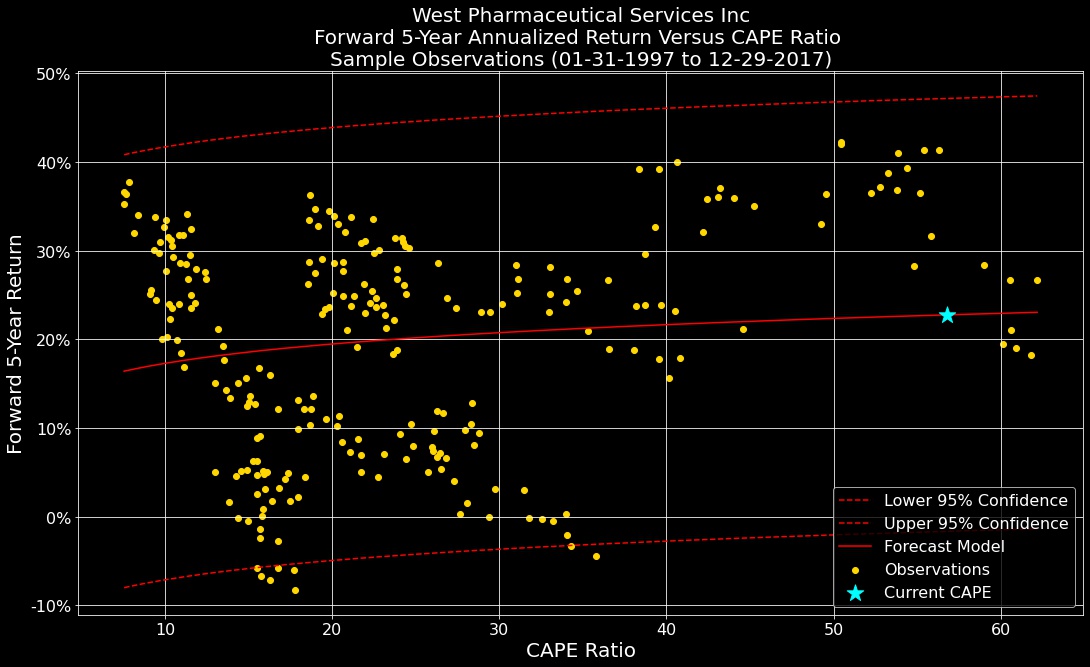 West Pharmaceutical Services Inc
Forward 5-Year Annualized Return Versus CAPE Ratio
Sample Observations (01-31-1997 to 12-29-2017)
50%
40%
30%
20%
10%
0%
-10%
Forward 5-Year Return
Lower 95% Confidence
Upper 95% Confidence
Forecast Model
Observations
Current CAPE
10
20
30
40
50
60
CAPE Ratio